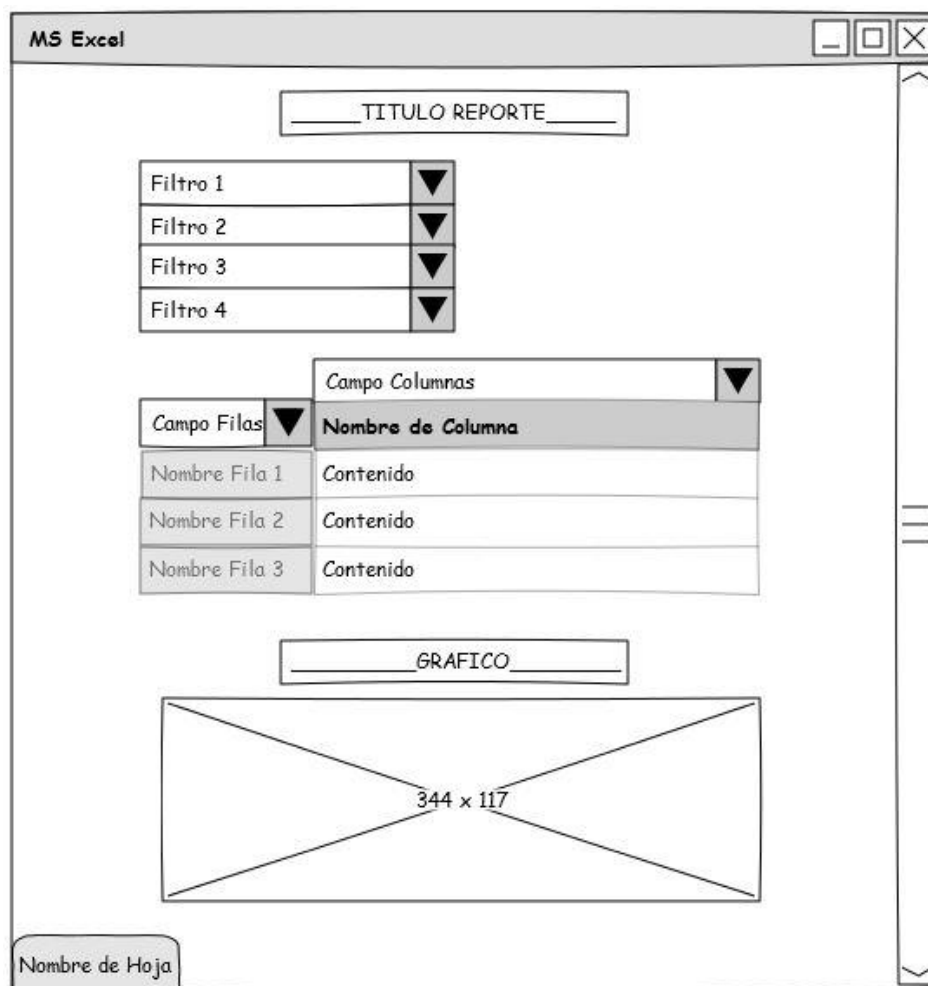 MS Excel
______TITULO REPORTE______
Filtro 1
Filtro 2
Filtro 3
Filtro 4
Campo Columnas
Campo Filas
Nombre de Columna
Nombre Fila 1
Contenido
Nombre Fila 2
Contenido
Nombre Fila 3
Contenido
___________GRAFICO__________
344 x 117
Nombre de Hoja